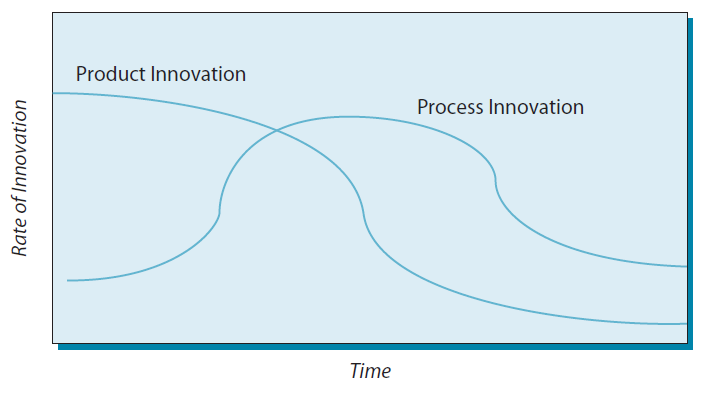 Product Innovation
Process Innovation
Rate of Innovation
Time